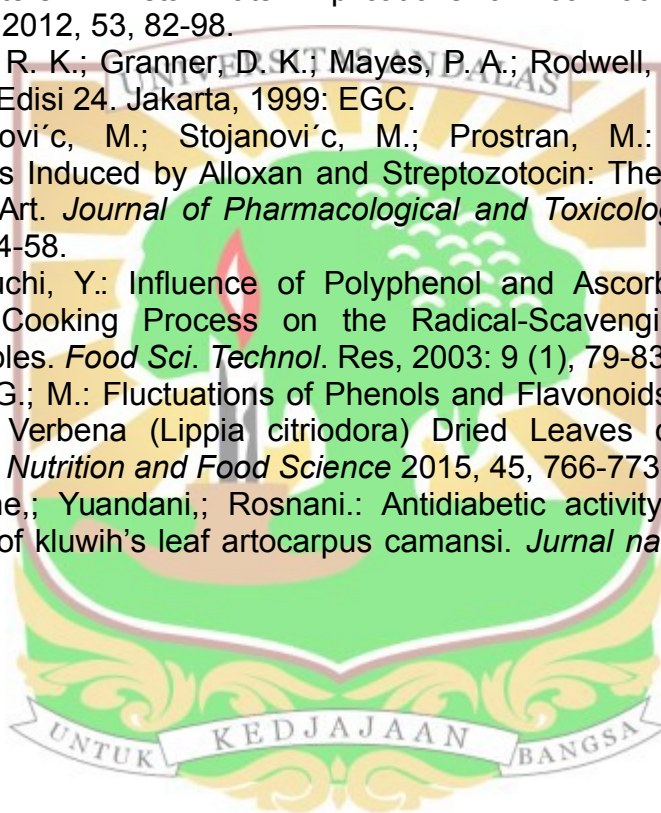 2012, 53, 82-98.
R. K.; Granner, D. K.; Mayes, P. A.; Rodwell,
Edisi 24. Jakarta, 1999: EGC.
ovi´c, M.; Stojanovi´c, M.; Prostran, M.:
s Induced by Alloxan and Streptozotocin: The
Art. Journal of Pharmacological and Toxicolog
4-58.
uchi, Y.: Influence of Polyphenol and Ascorb
Cooking Process on the Radical-Scavengi
bles. Food Sci. Technol. Res, 2003: 9 (1), 79-83
G.; M.: Fluctuations of Phenols and Flavonoids
Verbena (Lippia citriodora) Dried Leaves
Nutrition and Food Science 2015, 45, 766-773
ne,; Yuandani,; Rosnani.: Antidiabetic activity
of kluwih's leaf artocarpus camansi. Jurnal na
UNIVERSITAS ANDALAS
UNTUK KEDJAJAAN BANGSA